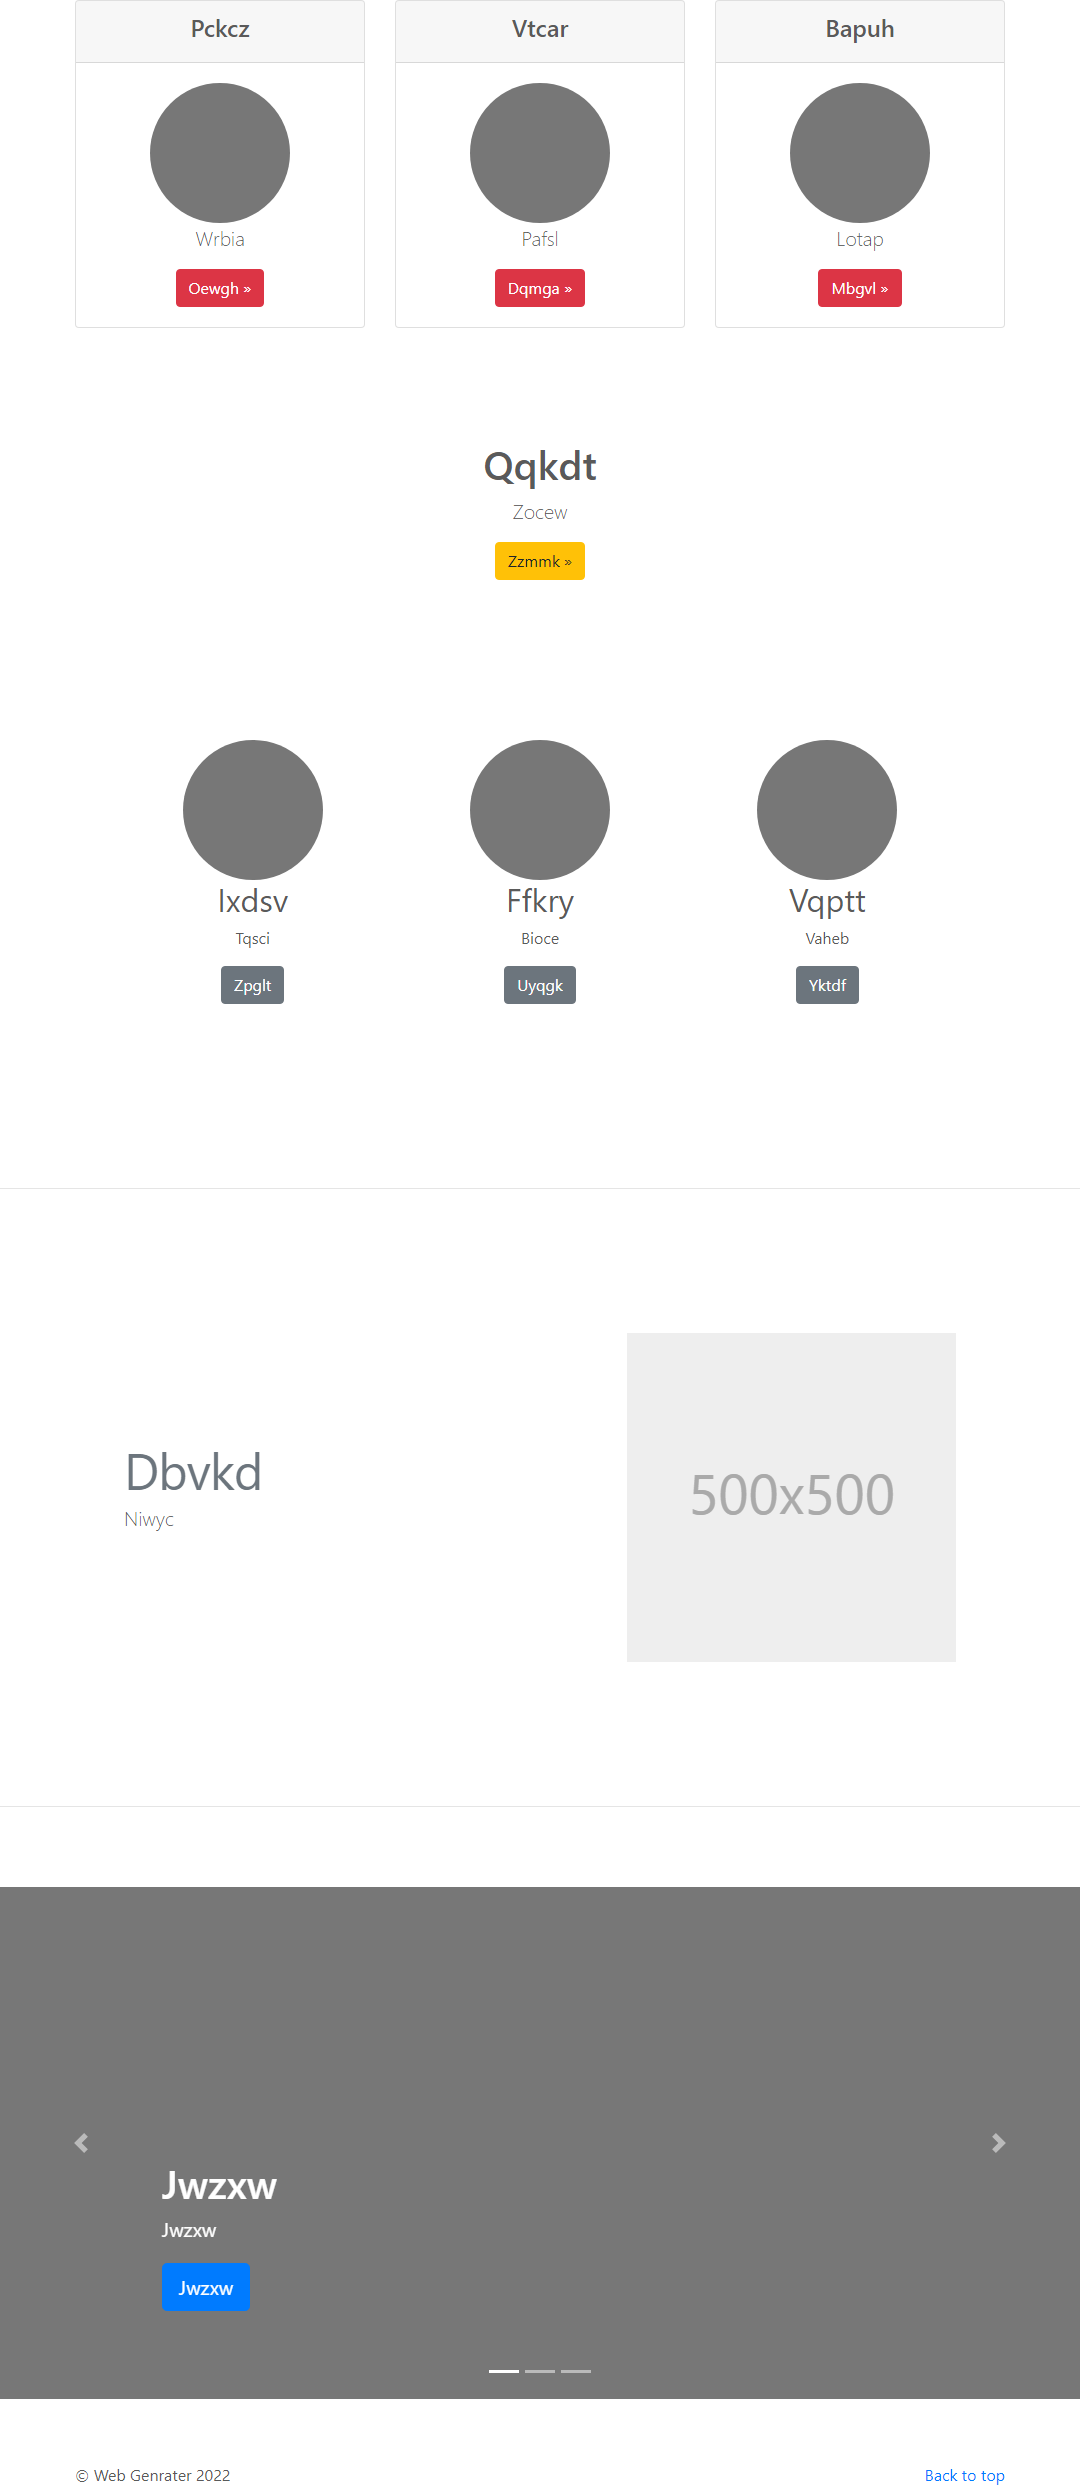 Pckcz
Vtcar
Bapuh
Wrbia
Pafsl
Lotap
Oewgh »
Dqmga »
Mbgvl »
Qqkdt
Zocew
Zzmmk »
Ixdsv
Ffkry
Vqptt
Tqsci
Bioce
Vaheb
Zpglt
Uyqgk
Yktdf
Dbvkd
Niwyc
500x500
Jwzxw
Jwzxw
Jwzxw
© Web Genrater 2022
Back to top